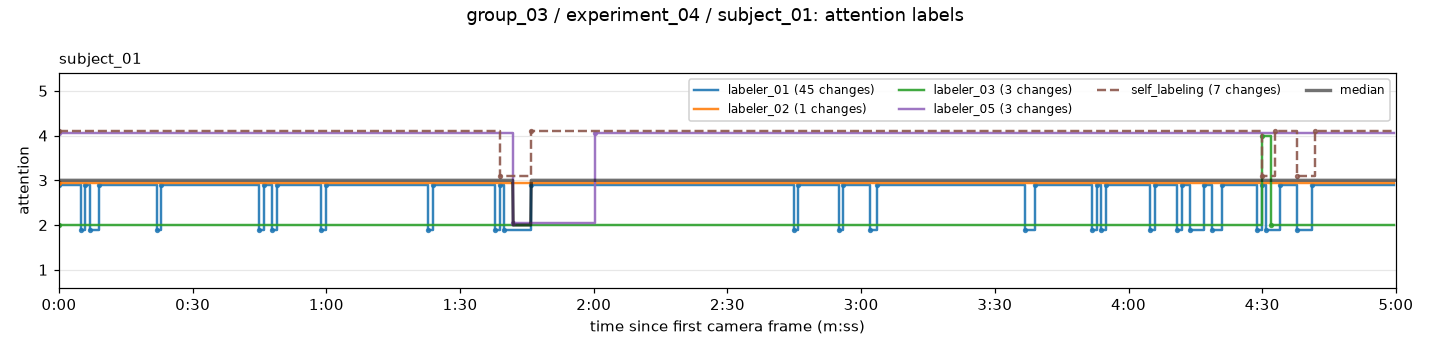 group_03 / experiment_04 / subject_01: attention labels
subject_01
labeler_01 (45 changes)
labeler_02 (1 changes)
labeler_03 (3 changes)
labeler_05 (3 changes)
self_labeling (7 changes)
median
attention
5
4
3
2
1
0:00 0:30 1:00 1:30 2:00 2:30 3:00 3:30 4:00 4:30 5:00
time since first camera frame (m:ss)